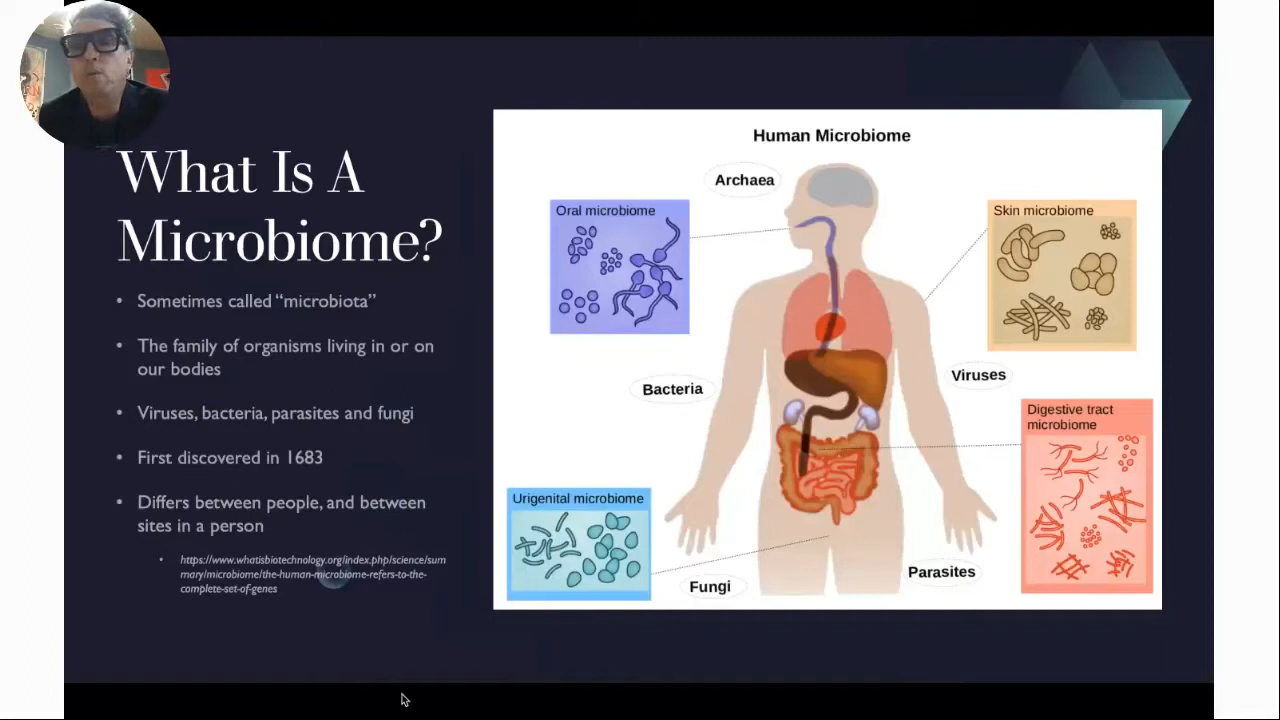 What Is A
Microbiome?
• Sometimes called “microbiota”
• The family of organisms living in or on
our bodies
• Viruses, bacteria, parasites and fungi
• First discovered in 1683
• Differs between people, and between
sites in a person
• https://www.whatisbiotechnology.org/index.php/science/sum
mary/microbiome/the-human-microbiome-refers-to-the-
complete-set-of-genes
Human Microbiome
Archaea
Oral microbiome
Skin microbiome
Bacteria
Viruses
Digestive tract
microbiome
Urigenital microbiome
Fungi
Parasites